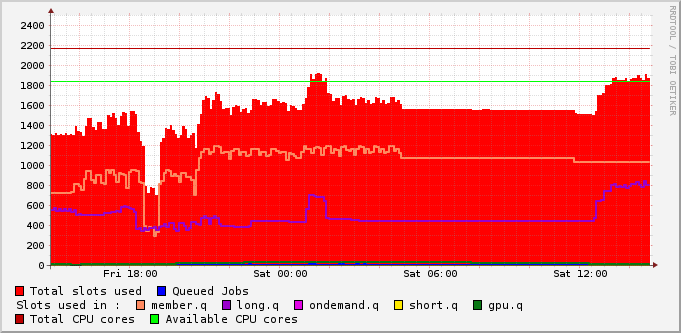 RRDTOOL / TOBI OETIKER
2400
2200
2000
1800
1600
1400
1200
1000
800
600
400
200
0
Fri 18:00 Sat 00:00 Sat 06:00 Sat 12:00
Total slots used Queued Jobs
Slots used in : member.q long.q ondemand.q short.q gpu.q
Total CPU cores Available CPU cores